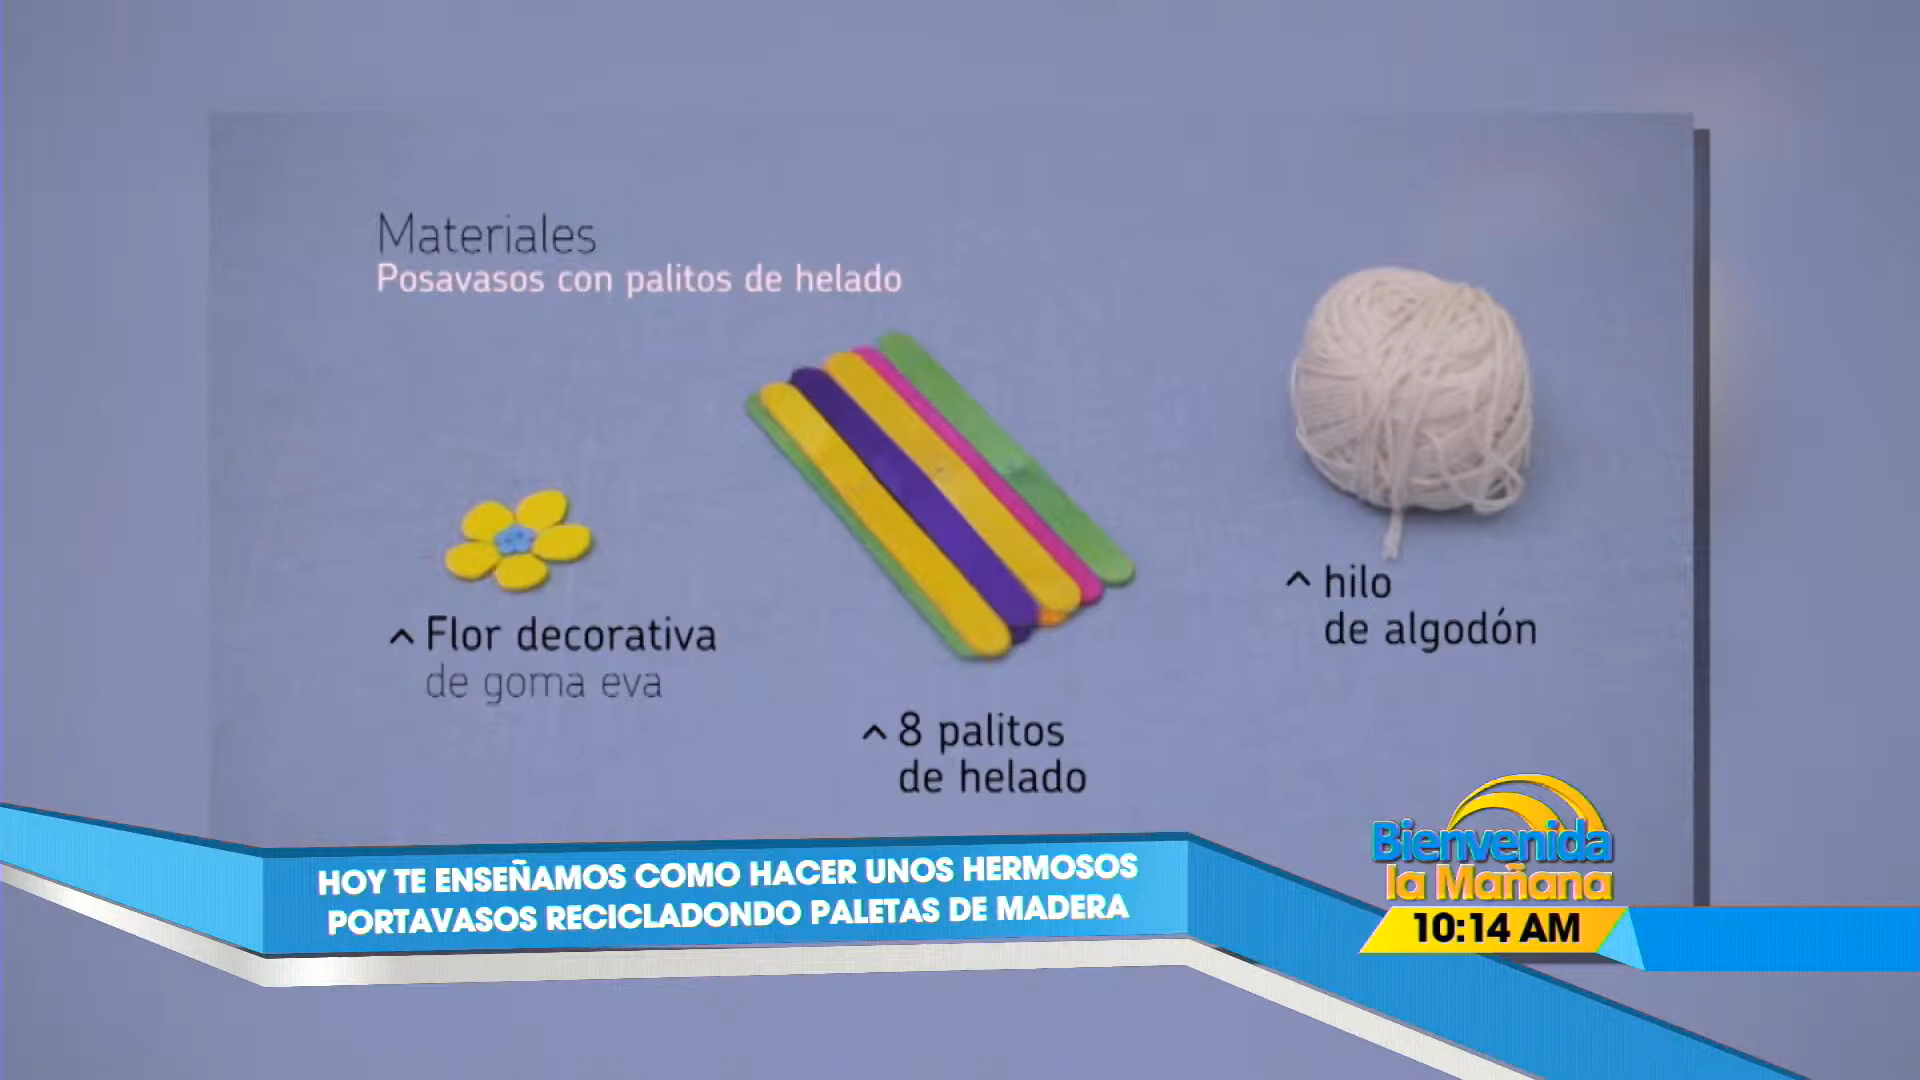 Materiales
Posavasos con palitos de helado
^ Flor decorativa
de goma eva
^ 8 palitos
de helado
^ hilo
de algodón
HOY TE ENSEÑAMOS COMO HACER UNOS HERMOSOS
PORTAVASOS RECICLADONDO PALETAS DE MADERA
Bienvenida
la Mañana
10:14 AM